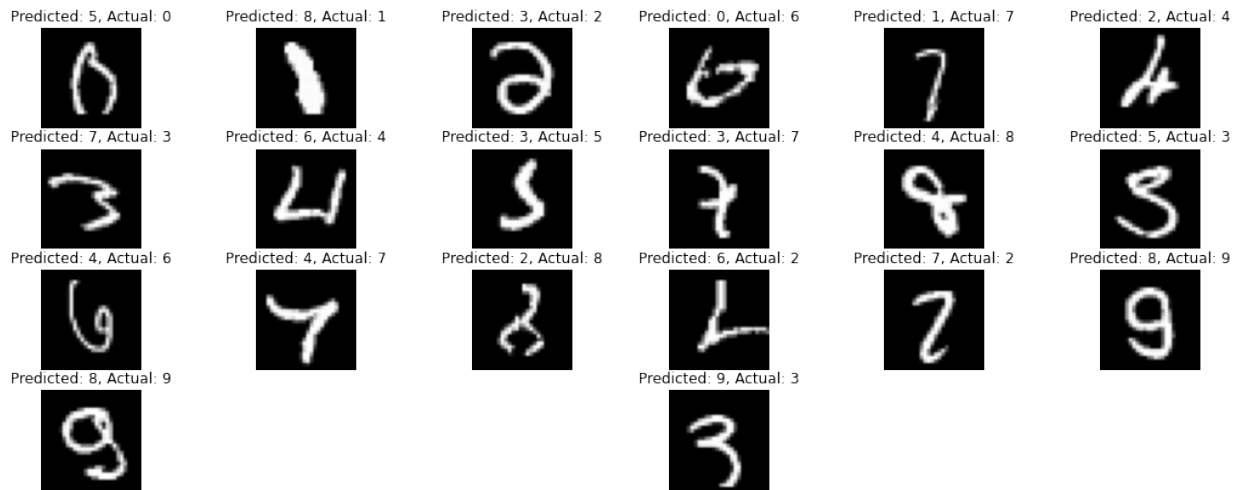 Predicted: 5, Actual: 0 Predicted: 8, Actual: 1 Predicted: 3, Actual: 2 Predicted: 0, Actual: 6 Predicted: 1, Actual: 7 Predicted: 2, Actual: 4
Predicted: 7, Actual: 3 Predicted: 6, Actual: 4 Predicted: 3, Actual: 5 Predicted: 3, Actual: 7 Predicted: 4, Actual: 8 Predicted: 5, Actual: 3
Predicted: 4, Actual: 6 Predicted: 4, Actual: 7 Predicted: 2, Actual: 8 Predicted: 6, Actual: 2 Predicted: 7, Actual: 2 Predicted: 8, Actual: 9
Predicted: 8, Actual: 9 Predicted: 9, Actual: 3